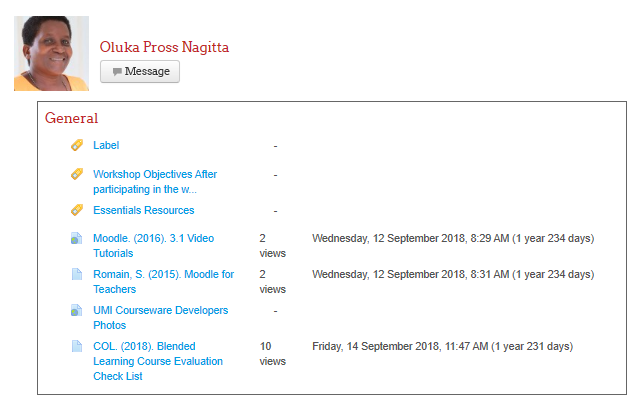 Oluka Pross Nagitta
Message
General
Label -
Workshop Objectives After -
participating in the w...
Essentials Resources -
Moodle. (2016). 3.1 Video 2 Wednesday, 12 September 2018, 8:29 AM (1 year 234 days)
Tutorials views
Romain, S. (2015). Moodle for 2 Wednesday, 12 September 2018, 8:31 AM (1 year 234 days)
Teachers views
UMI Courseware Developers -
Photos
COL. (2018). Blended 10 Friday, 14 September 2018, 11:47 AM (1 year 231 days)
Learning Course Evaluation views
Check List